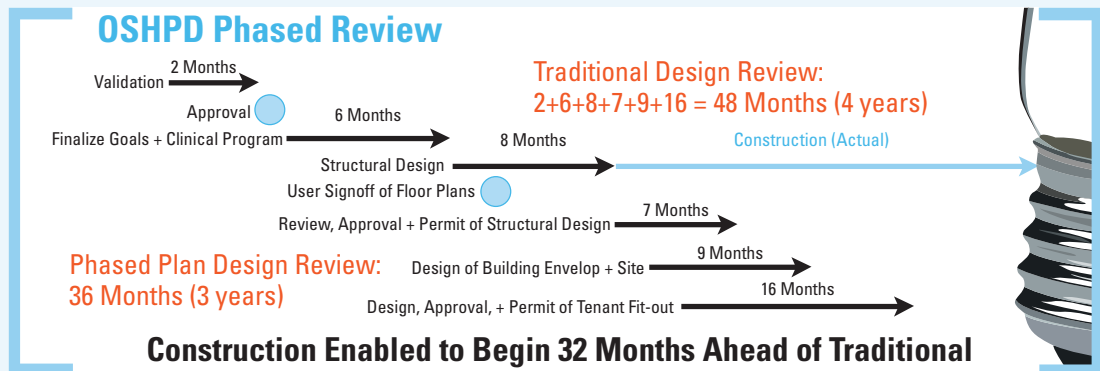 OSHPD Phased Review
2 Months
Validation
Approval
6 Months
Finalize Goals + Clinical Program
Traditional Design Review:
2+6+8+7+9+16 = 48 Months (4 years)
8 Months
Construction (Actual)
Structural Design
User Signoff of Floor Plans
7 Months
Review, Approval + Permit of Structural Design
Phased Plan Design Review:
36 Months (3 years)
9 Months
Design of Building Envelop + Site
16 Months
Design, Approval, + Permit of Tenant Fit-out
Construction Enabled to Begin 32 Months Ahead of Traditional